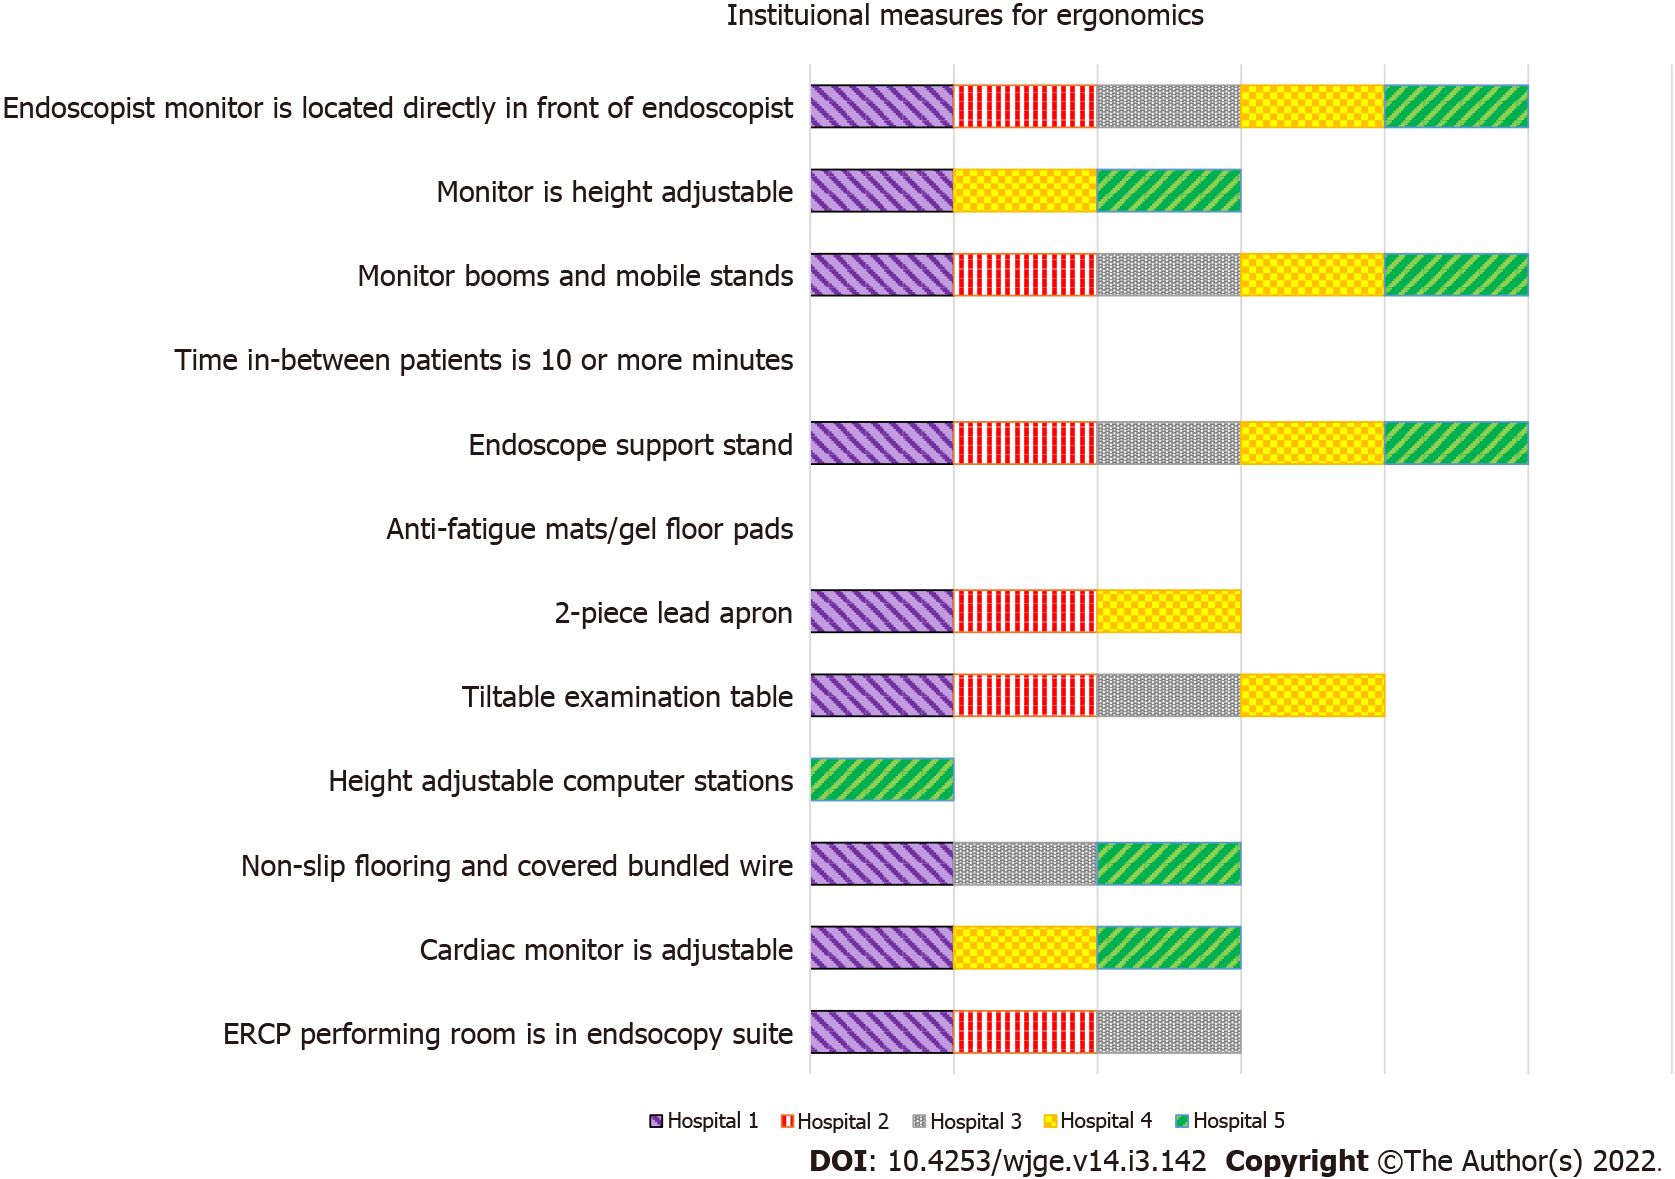 Instituional measures for ergonomics
Endoscopist monitor is located directly in front of endoscopist
Monitor is height adjustable
Monitor booms and mobile stands
Time in-between patients is 10 or more minutes
Endoscope support stand
Anti-fatigue mats/gel floor pads
2-piece lead apron
Tiltable examination table
Height adjustable computer stations
Non-slip flooring and covered bundled wire
Cardiac monitor is adjustable
ERCP performing room is in endsocopy suite
Hospital 1 Hospital 2 Hospital 3 Hospital 4 Hospital 5
DOI: 10.4253/wjge.v14.i3.142 Copyright ©The Author(s) 2022.